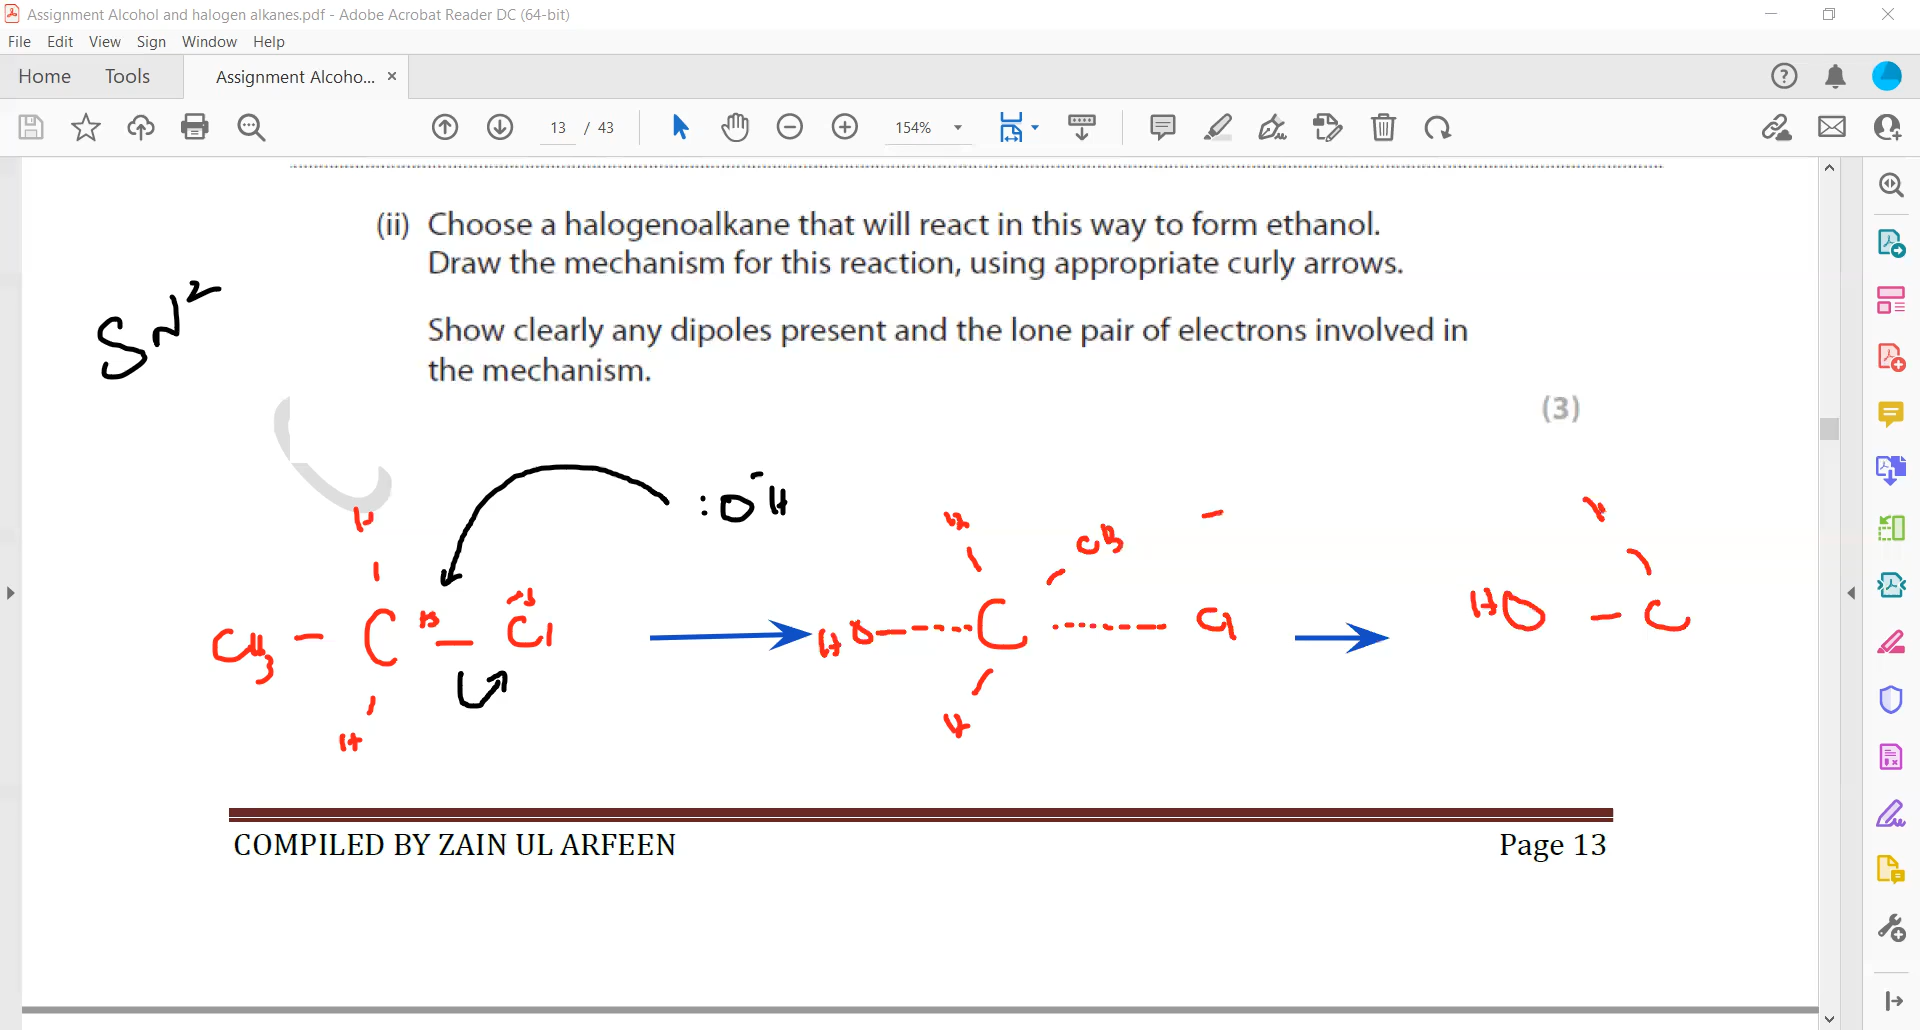 Assignment Alcohol and halogen alkanes.pdf - Adobe Acrobat Reader DC (64-bit)
File Edit View Sign Window Help
Home Tools Assignment Alcoho... ×
13 / 43 154%
(ii) Choose a halogenoalkane that will react in this way to form ethanol.
Draw the mechanism for this reaction, using appropriate curly arrows.
SN2
Show clearly any dipoles present and the lone pair of electrons involved in
the mechanism.
(3)
:OH
H
H
CH3 – C – Cl
H
HO C Cl
H
HO – C
COMPILED BY ZAIN UL ARFEEN Page 13